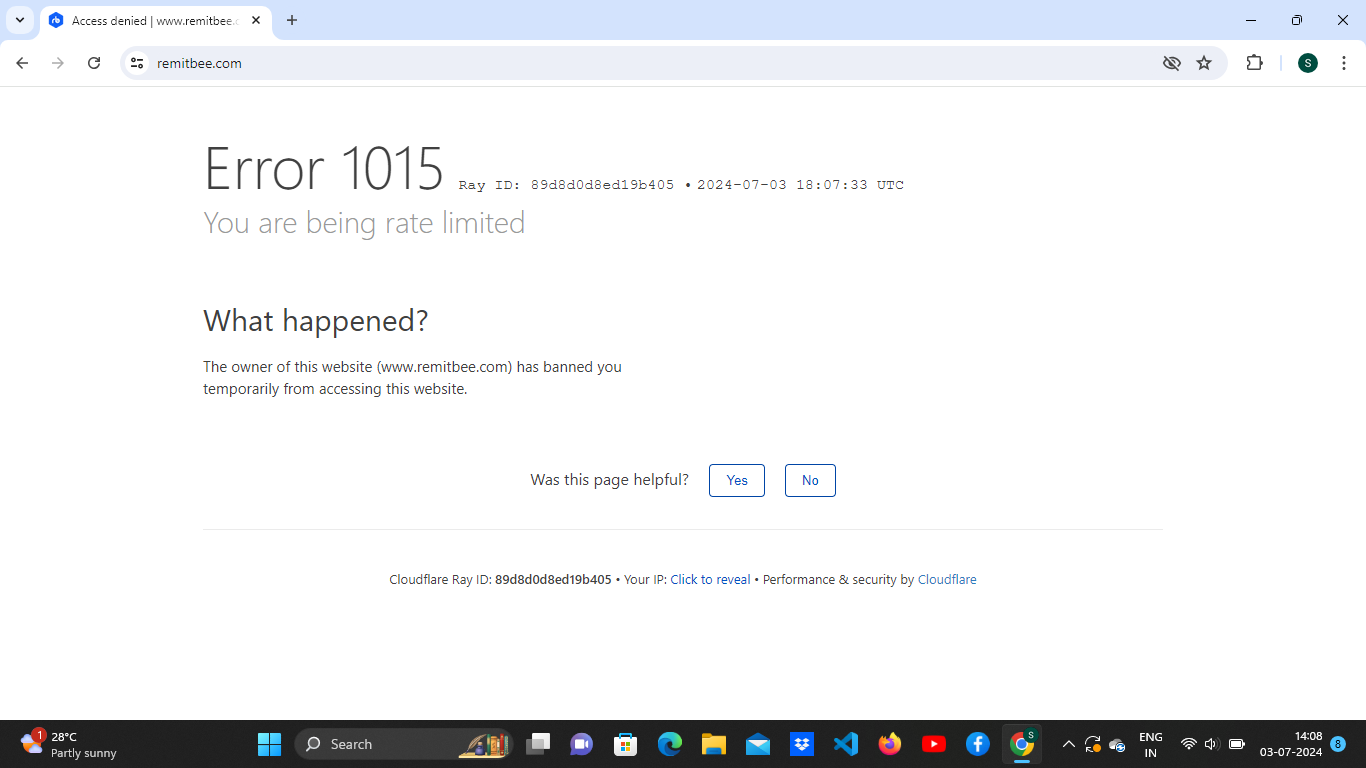 Access denied | www.remitbee.c
remitbee.com
S
Error 1015 Ray ID: 89d8d0d8ed19b405 • 2024-07-03 18:07:33 UTC
You are being rate limited
What happened?
The owner of this website (www.remitbee.com) has banned you
temporarily from accessing this website.
Was this page helpful? Yes No
Cloudflare Ray ID: 89d8d0d8ed19b405 • Your IP: Click to reveal • Performance & security by Cloudflare
1
28°C
Partly sunny
Search
S
ENG
IN
14:08
03-07-2024
8